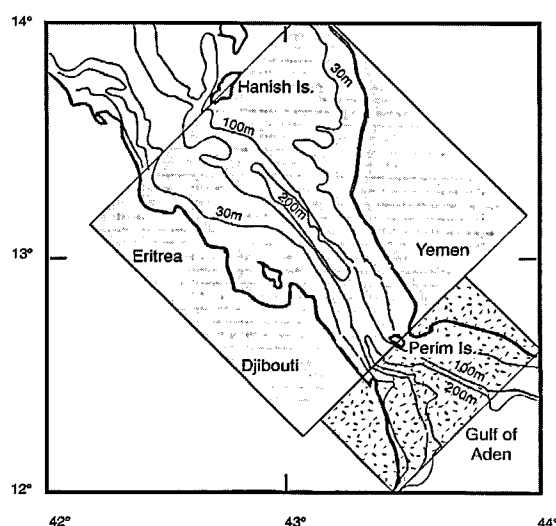 14°
30m
Hanish Is.
100m
200m
30m
13°
Eritrea
Yemen
Perim Is.
Djibouti
100m
200m
Gulf of
Aden
12°
42°
43°
44°